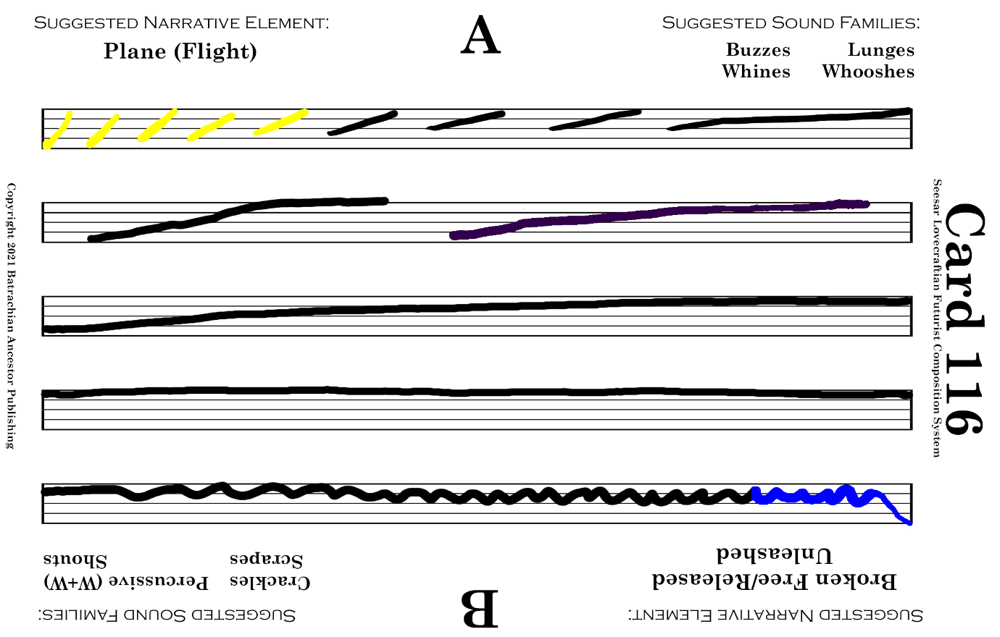 Suggested Narrative Element:
Plane (Flight)
A
Suggested Sound Families:
Buzzes Lunges
Whines Whooshes
Copyright 2021 Batrachian Ancestor Publishing
Card 116
Seesar Lovecraftian Futurist Composition System
B
Suggested Narrative Element:
Broken Free/Released
Unleashed
Suggested Sound Families:
Crackles Percussive (W+W)
Scrapes Shouts